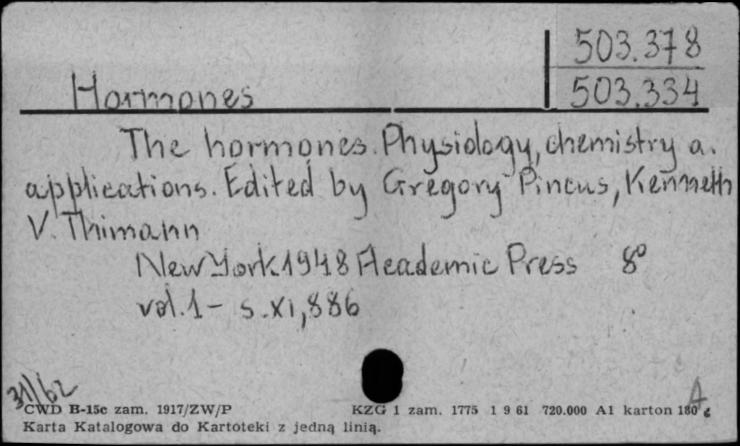 503.378
Hormones 503.334
The hormones. Physiology, chemistry a.
applications. Edited by Gregory Pincus, Kenneth
V. Thimann
New York 1948 Academic Press 8°
vol. 1 - s. XI, 886
31/62
A
CWD B-15c zam. 1917/ZW/P KZG 1 zam. 1775 1 9 61 720.000 A1 karton 180 g
Karta Katalogowa do Kartoteki z jedną linią.